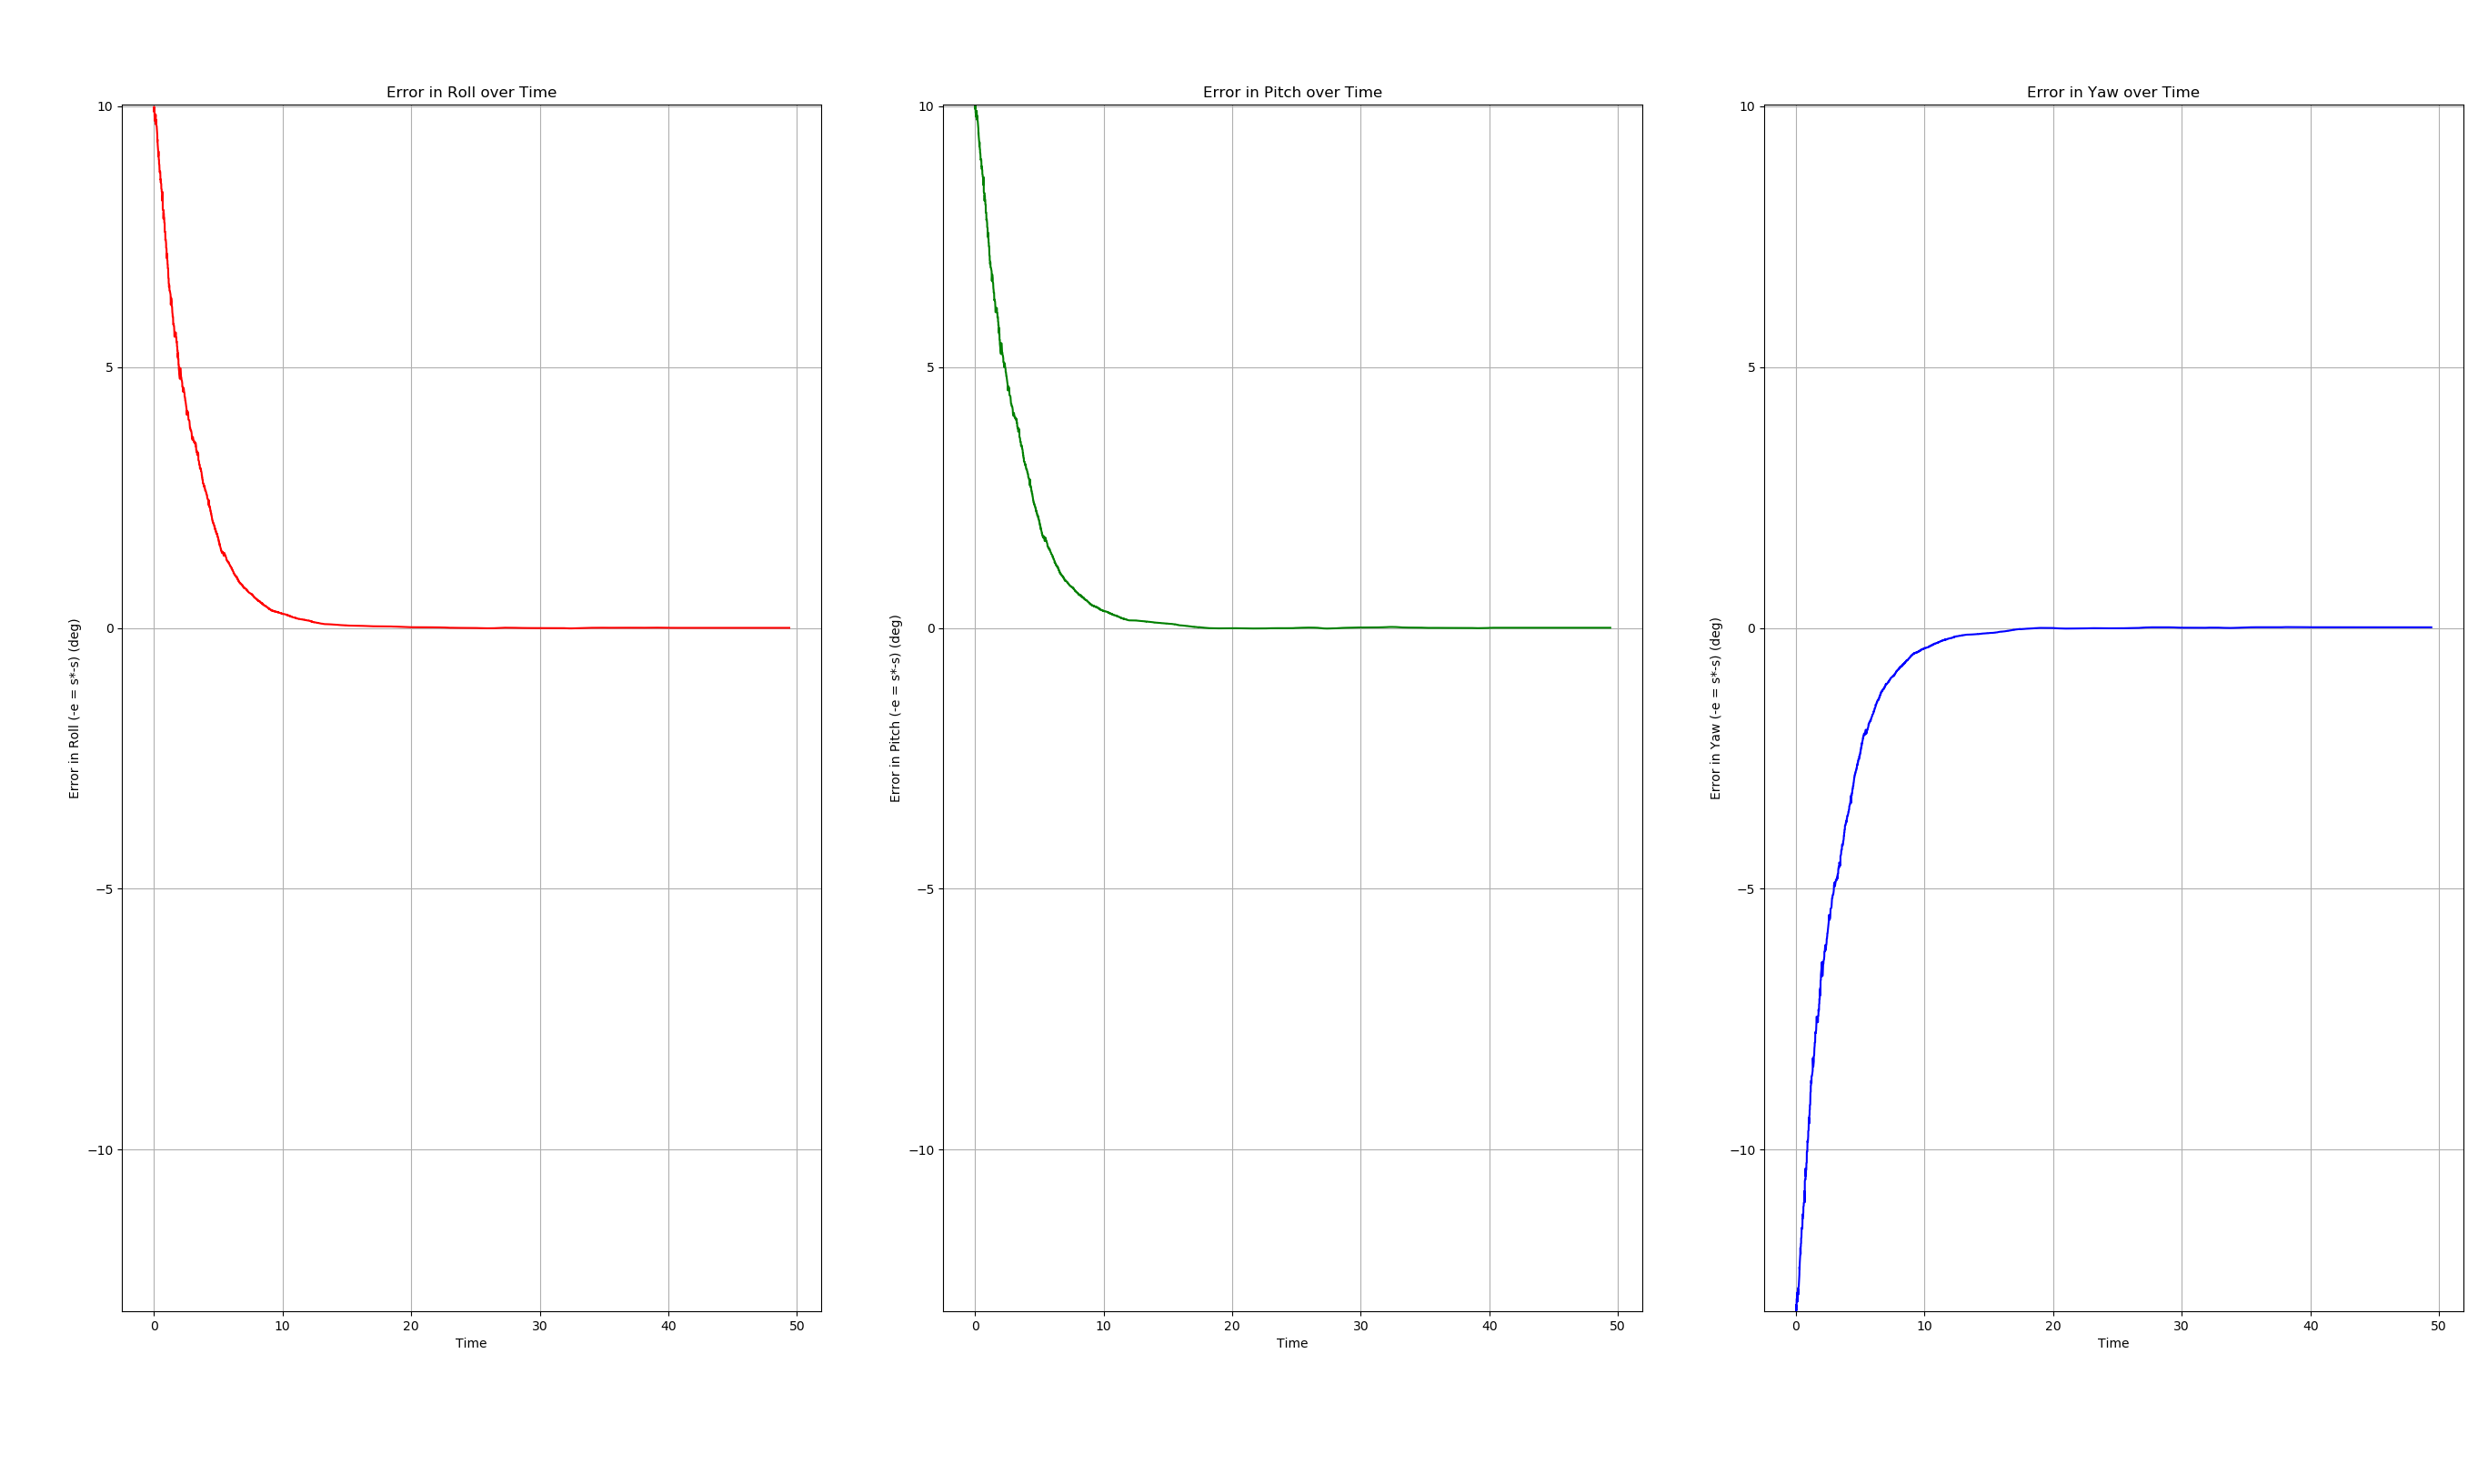 Error in Roll over Time
10
5
0
−5
−10
Error in Roll (-e = s*-s) (deg)
0 10 20 30 40 50
Time
Error in Pitch over Time
10
5
0
−5
−10
Error in Pitch (-e = s*-s) (deg)
0 10 20 30 40 50
Time
Error in Yaw over Time
10
5
0
−5
−10
Error in Yaw (-e = s*-s) (deg)
0 10 20 30 40 50
Time